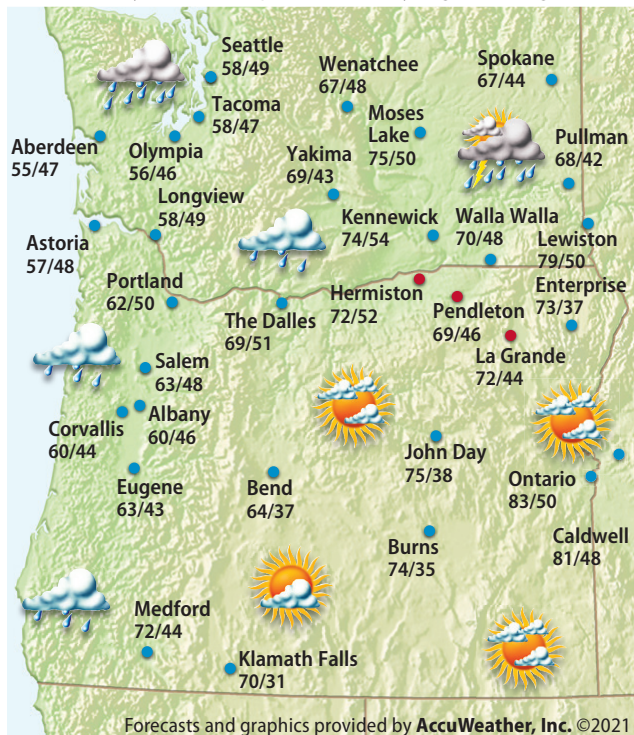 Seattle
58/49
Wenatchee
67/48
Spokane
67/44
Tacoma
58/47
Moses
Lake
75/50
Aberdeen
55/47
Olympia
56/46
Yakima
69/43
Pullman
68/42
Longview
58/49
Kennewick
74/54
Walla Walla
70/48
Lewiston
79/50
Astoria
57/48
Portland
62/50
The Dalles
69/51
Hermiston
72/52
Pendleton
69/46
Enterprise
73/37
La Grande
72/44
Salem
63/48
Albany
60/46
Corvallis
60/44
John Day
75/38
Ontario
83/50
Eugene
63/43
Bend
64/37
Burns
74/35
Caldwell
81/48
Medford
72/44
Klamath Falls
70/31
Forecasts and graphics provided by AccuWeather, Inc. ©2021